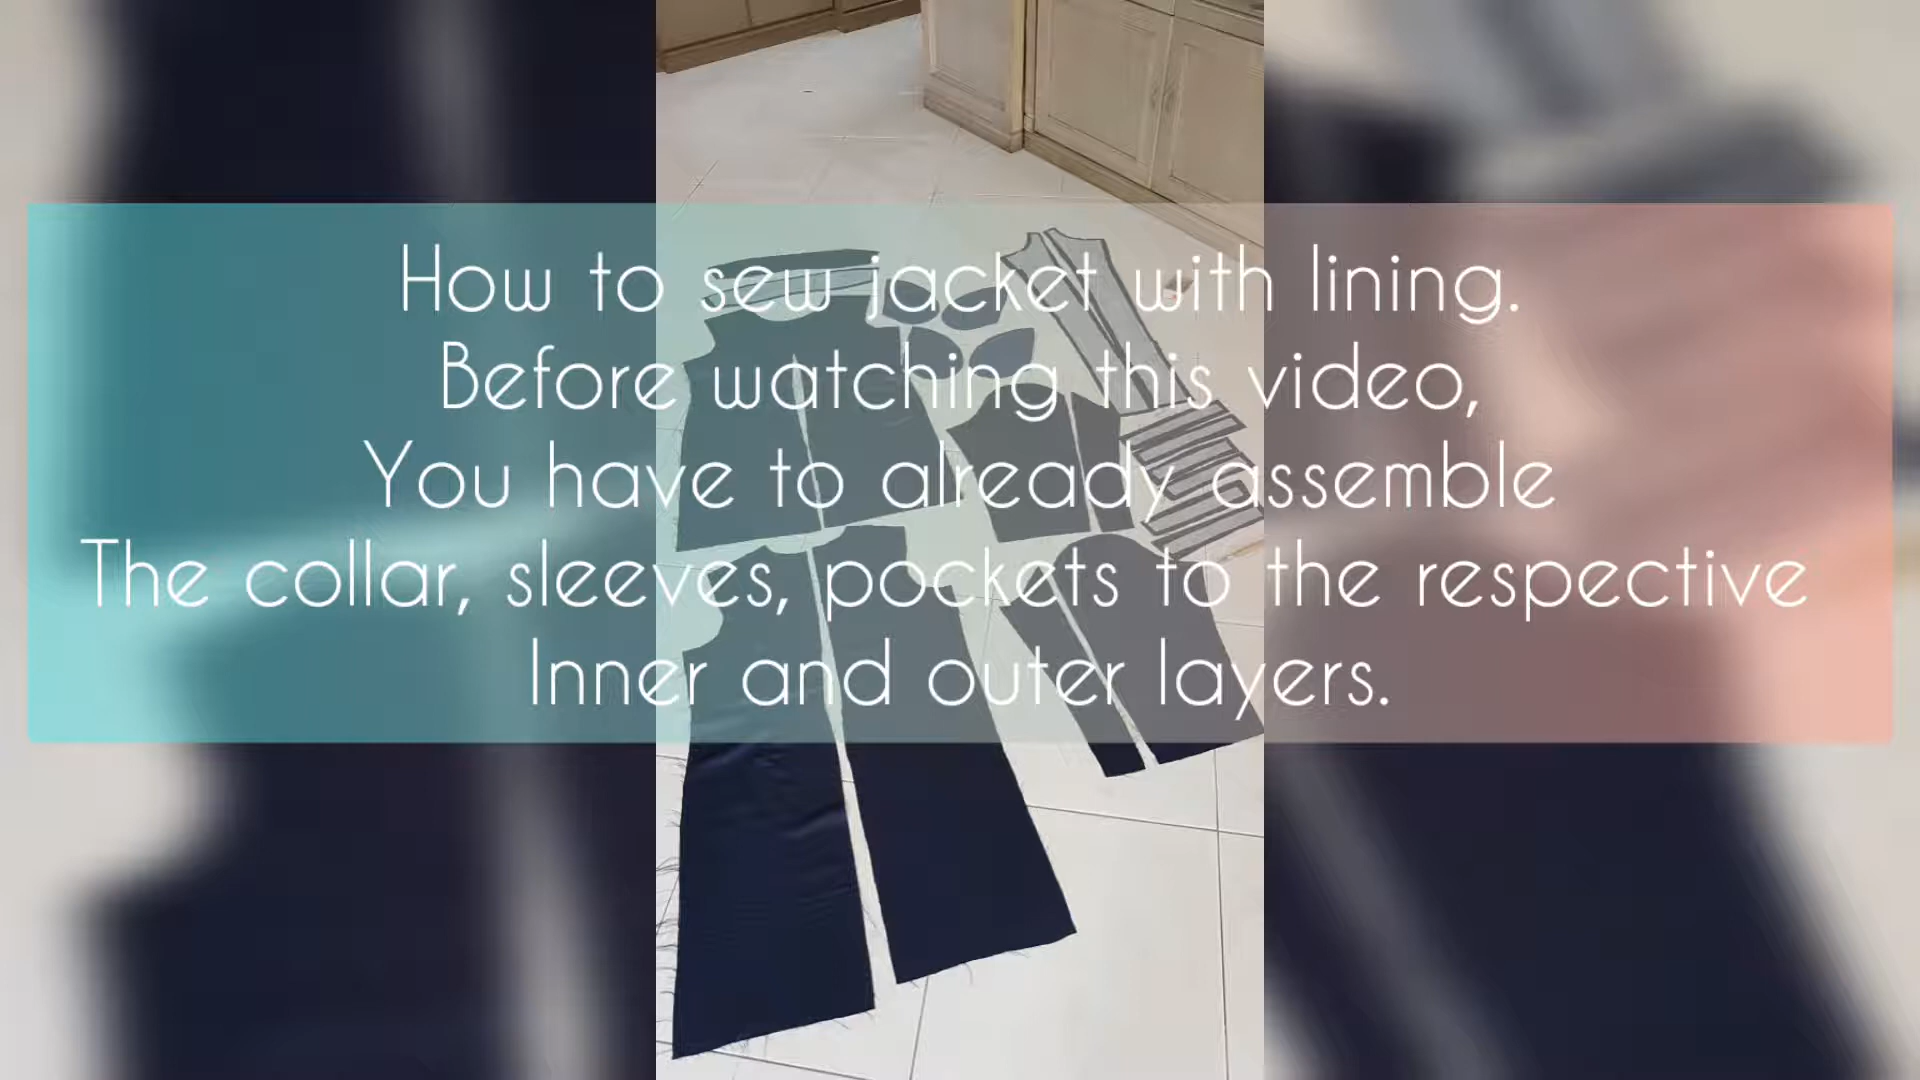 How to sew jacket with lining.
Before watching this video,
You have to already assemble
The collar, sleeves, pockets to the respective
Inner and outer layers.